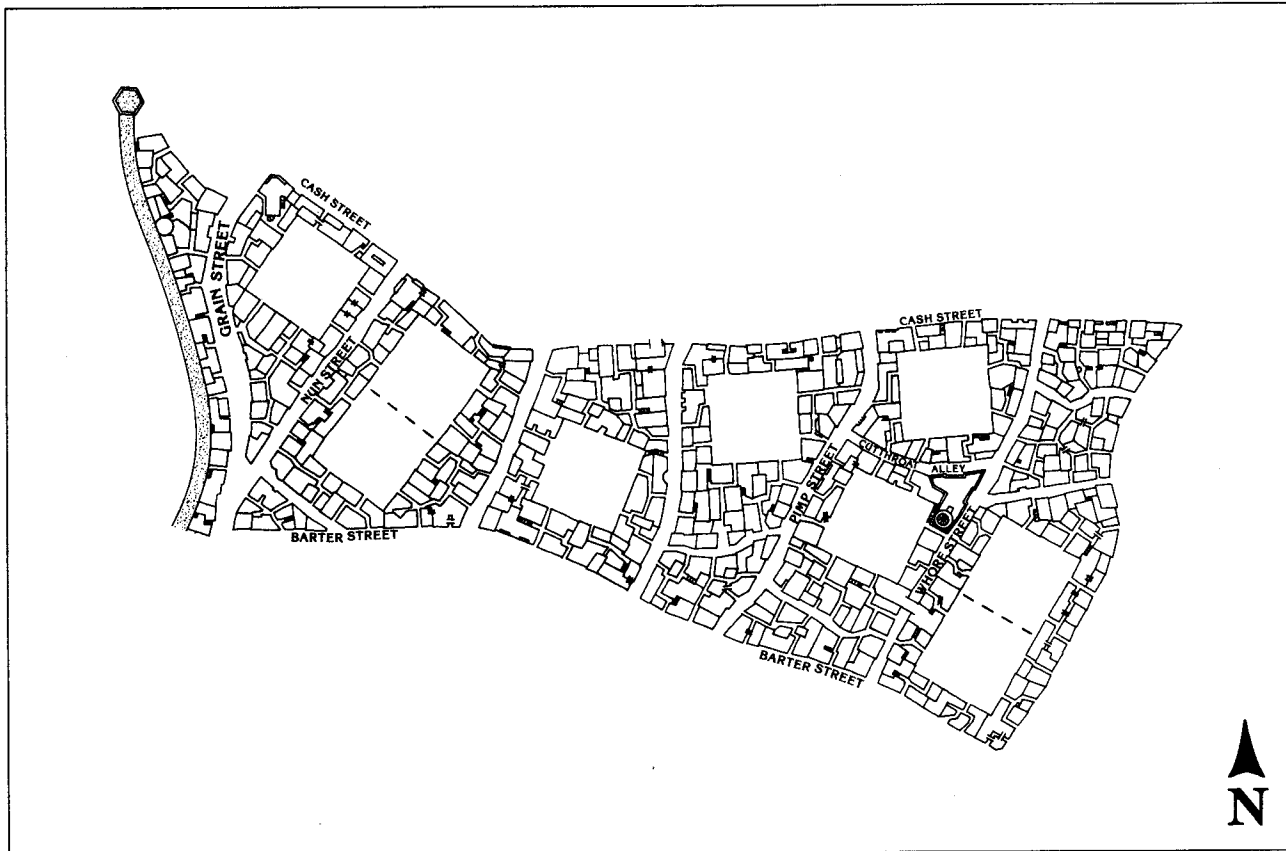 CASH STREET
GRAIN STREET
NUN STREET
BARTER STREET
CASH STREET
CUTTHROAT ALLEY
PIMP STREET
WHORE STREET
BARTER STREET
N